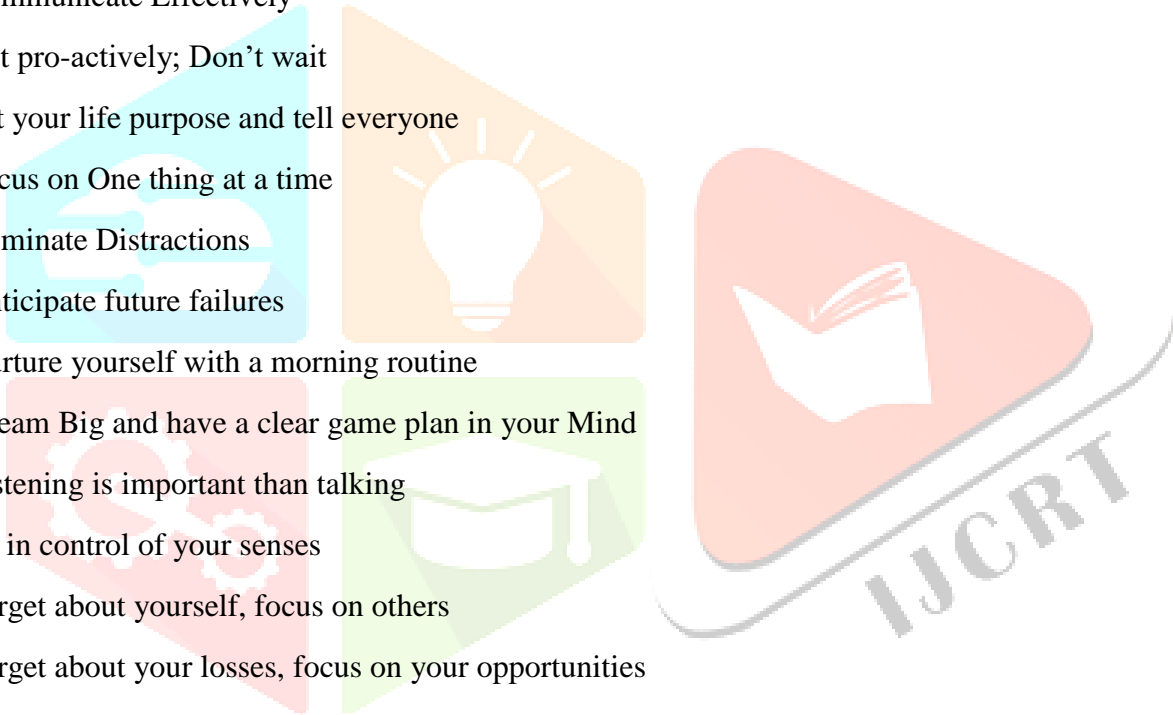 mmunicate Effectively
t pro-actively; Don’t wait
t your life purpose and tell everyone
cus on One thing at a time
minate Distractions
ticipate future failures
rture yourself with a morning routine
eam Big and have a clear game plan in your Mind
stening is important than talking
in control of your senses
rget about yourself, focus on others
rget about your losses, focus on your opportunities
IJCRT